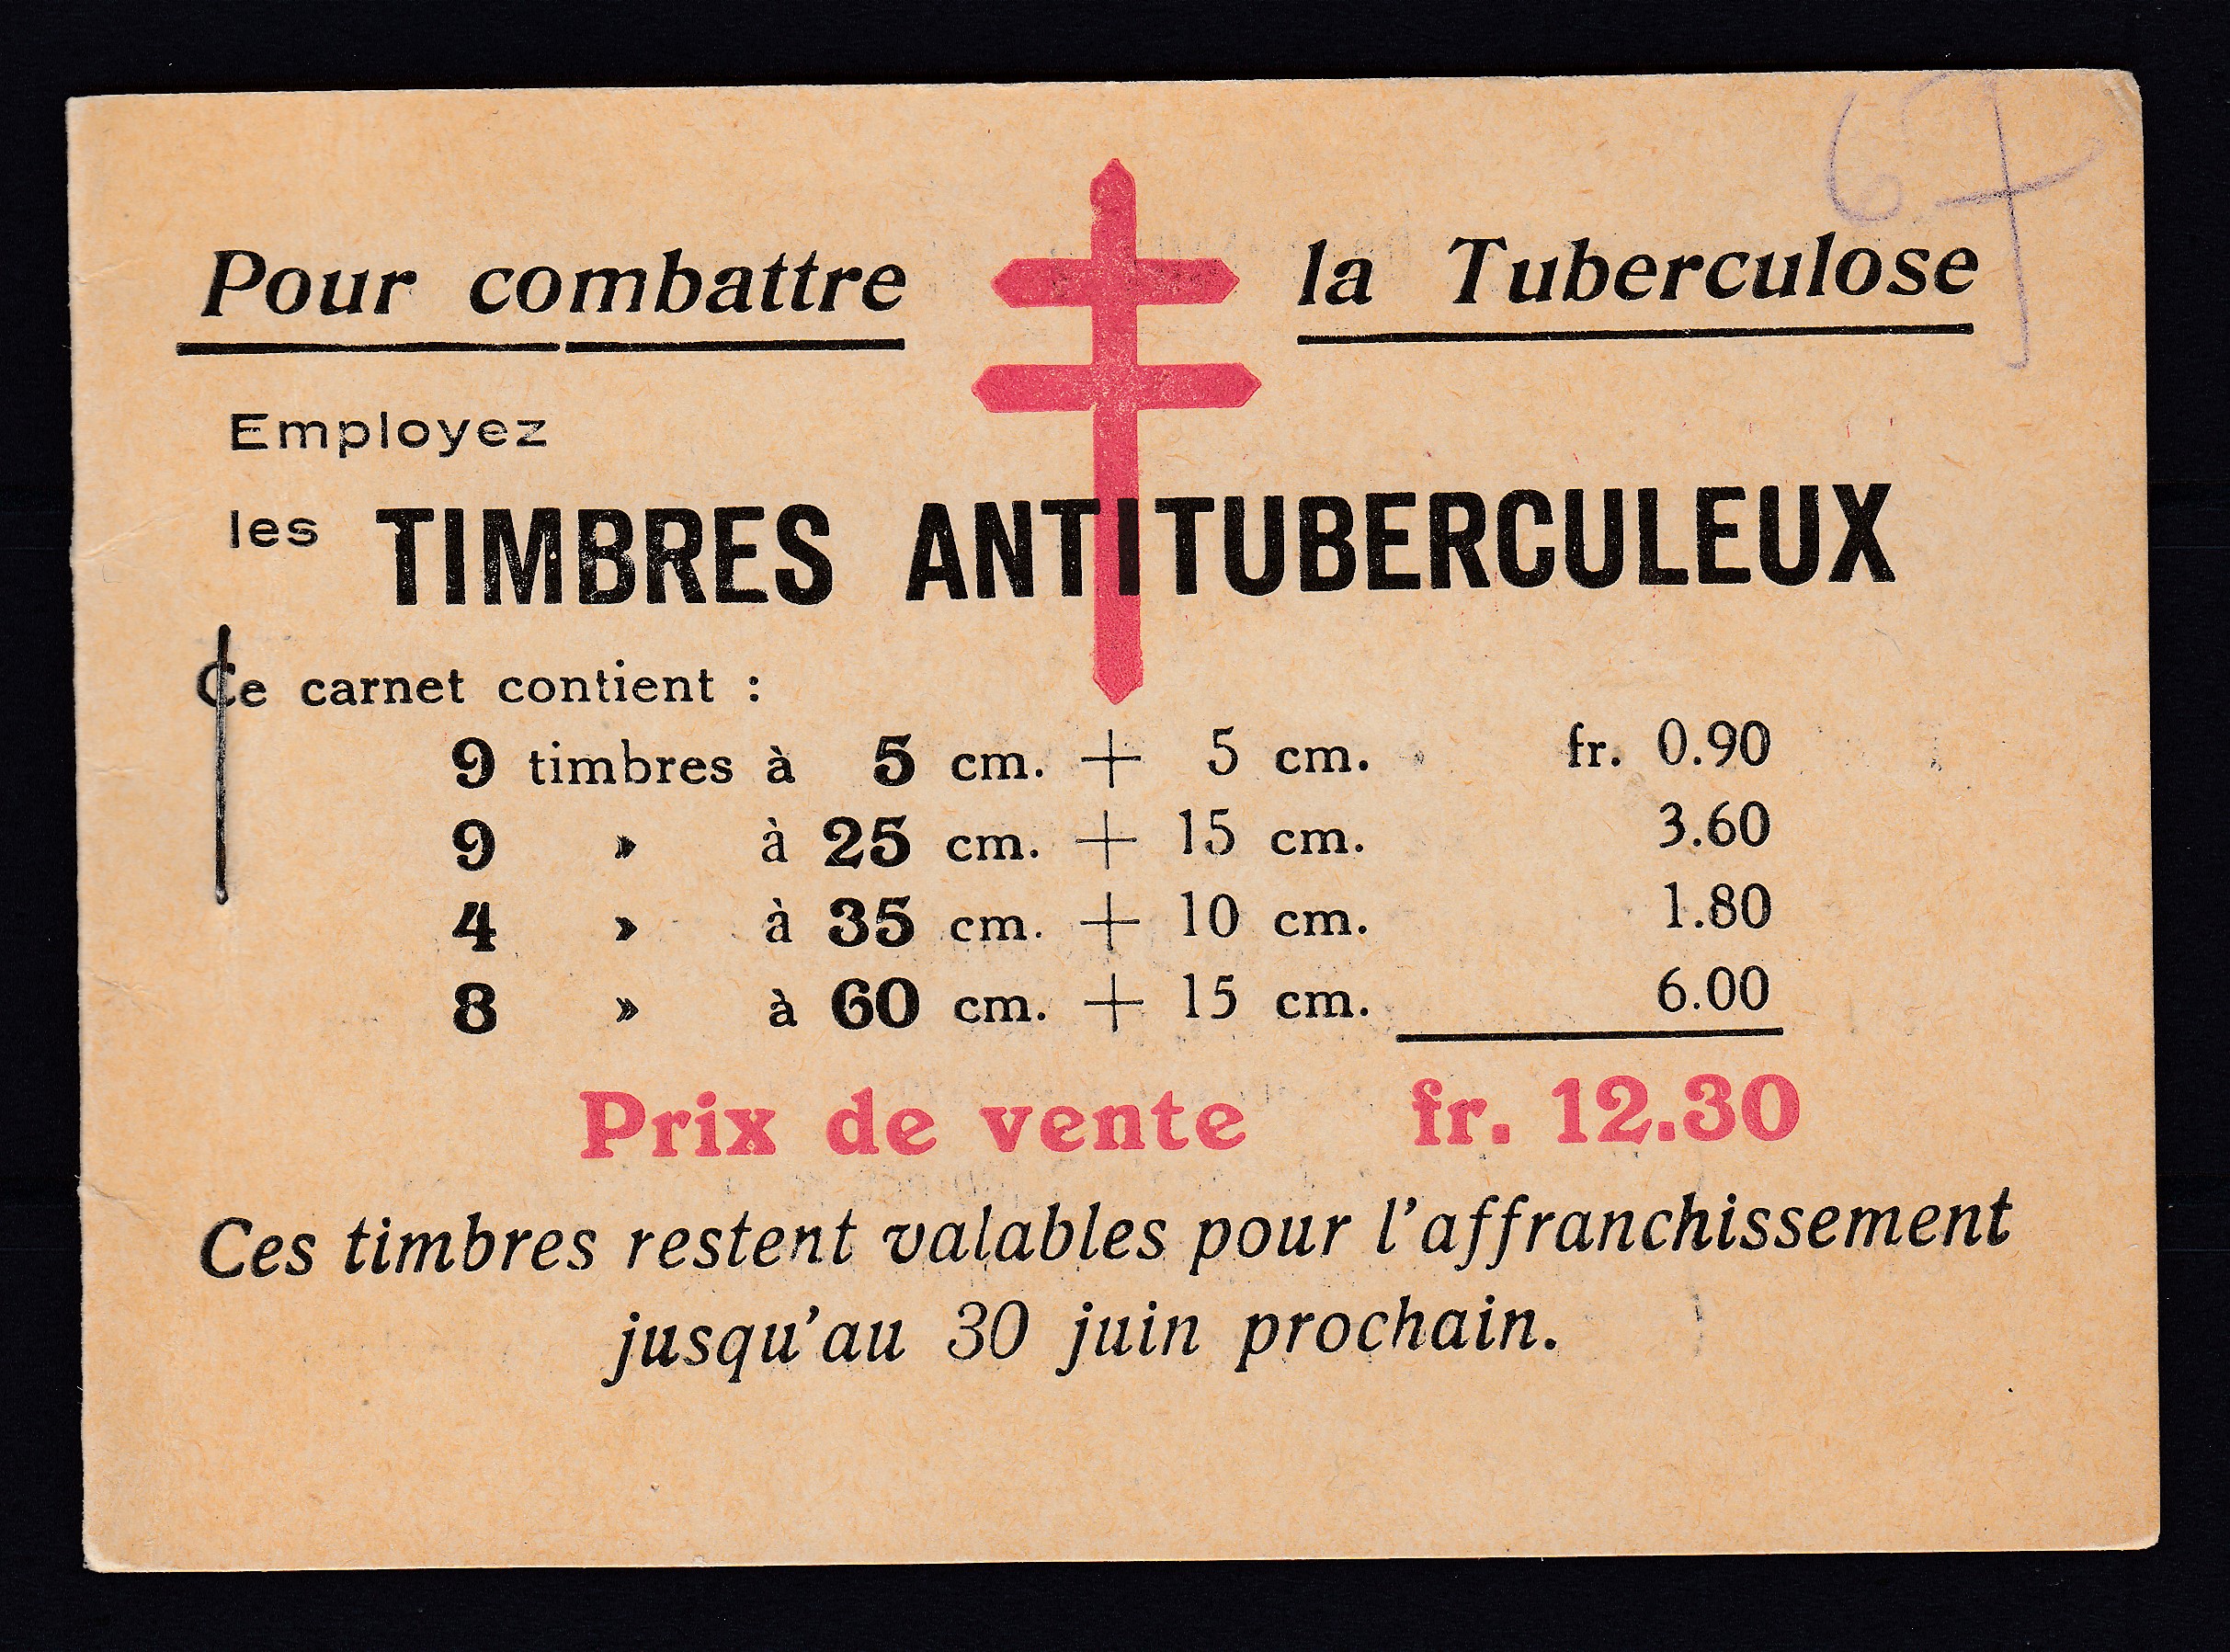 67
Pour combattre la Tuberculose
Employez
les TIMBRES ANTITUBERCULEUX
Ce carnet contient :
9 timbres à 5 cm. + 5 cm. fr. 0.90
9 » à 25 cm. + 15 cm. 3.60
4 » à 35 cm. + 10 cm. 1.80
8 » à 60 cm. + 15 cm. 6.00
Prix de vente fr. 12.30
Ces timbres restent valables pour l'affranchissement
jusqu'au 30 juin prochain.